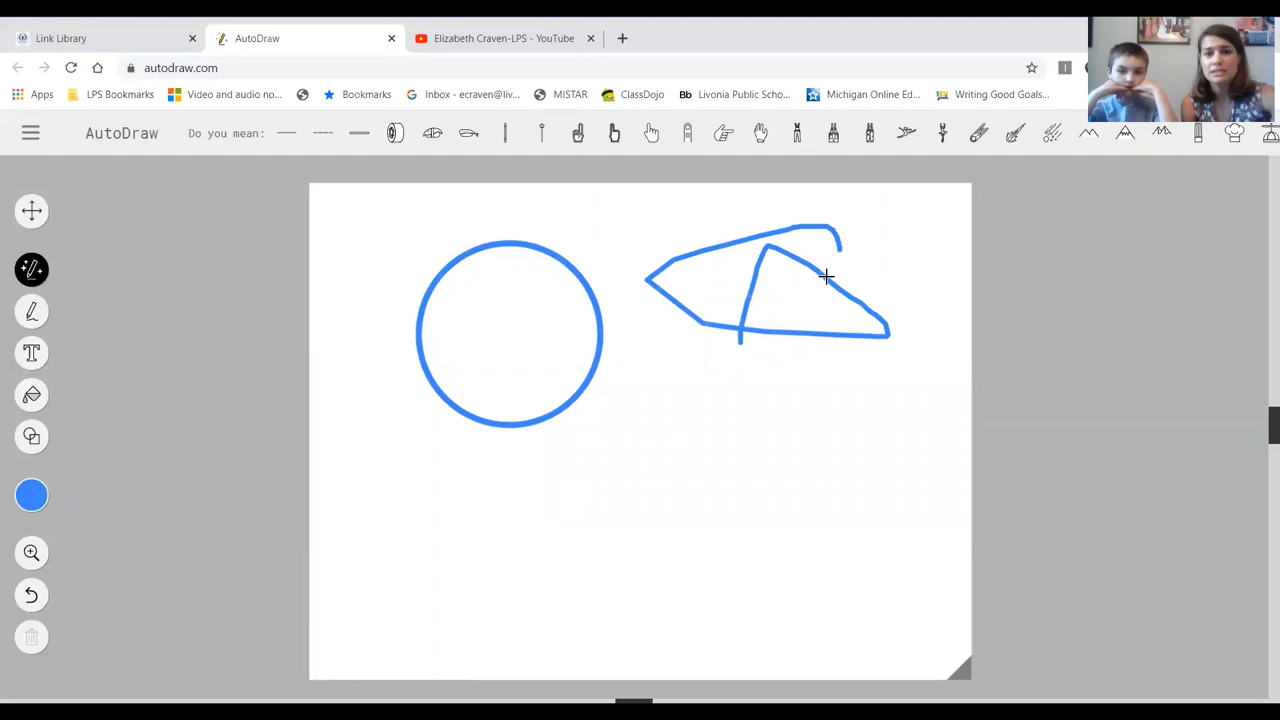 Link Library
AutoDraw
Elizabeth Craven-LPS - YouTube
autodraw.com
Apps
LPS Bookmarks
Video and audio no...
Bookmarks
Inbox - ecraven@liv...
MISTAR
ClassDojo
Bb Livonia Public Scho...
Michigan Online Ed...
Writing Good Goals...
AutoDraw
Do you mean:
T